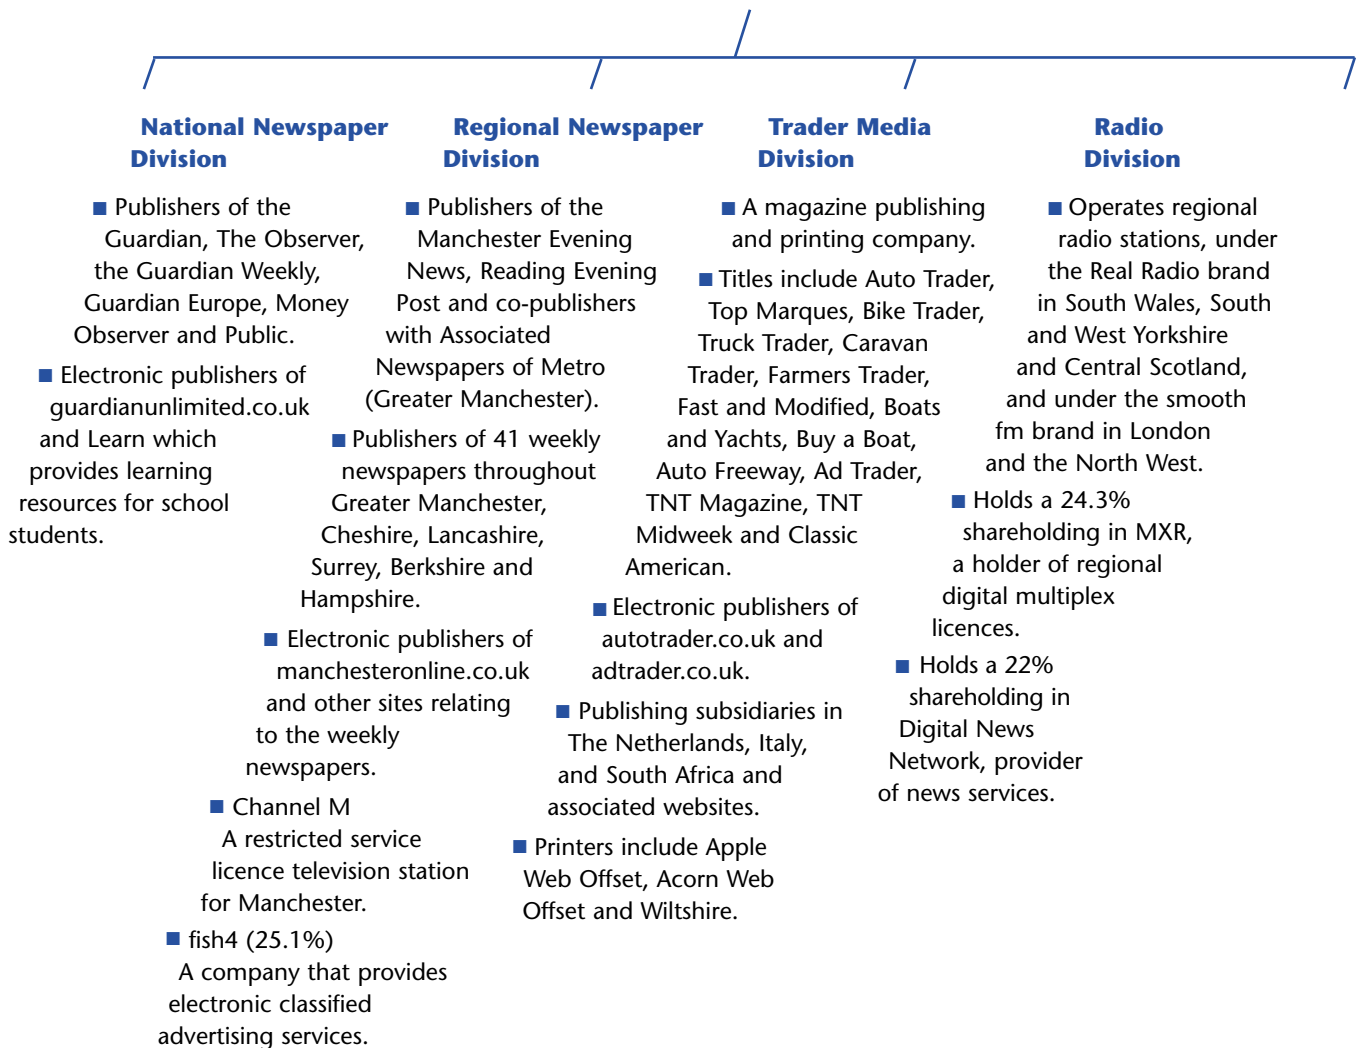 National Newspaper
Division
■ Publishers of the
Guardian, The Observer,
the Guardian Weekly,
Guardian Europe, Money
Observer and Public.
■ Electronic publishers of
guardianunlimited.co.uk
and Learn which
provides learning
resources for school
students.
Regional Newspaper
Division
■ Publishers of the
Manchester Evening
News, Reading Evening
Post and co-publishers
with Associated
Newspapers of Metro
(Greater Manchester).
■ Publishers of 41 weekly
newspapers throughout
Greater Manchester,
Cheshire, Lancashire,
Surrey, Berkshire and
Hampshire.
■ Electronic publishers of
manchesteronline.co.uk
and other sites relating
to the weekly
newspapers.
■ Channel M
A restricted service
licence television station
for Manchester.
■ fish4 (25.1%)
A company that provides
electronic classified
advertising services.
Trader Media
Division
■ A magazine publishing
and printing company.
■ Titles include Auto Trader,
Top Marques, Bike Trader,
Truck Trader, Caravan
Trader, Farmers Trader,
Fast and Modified, Boats
and Yachts, Buy a Boat,
Auto Freeway, Ad Trader,
TNT Magazine, TNT
Midweek and Classic
American.
■ Electronic publishers of
autotrader.co.uk and
adtrader.co.uk.
■ Publishing subsidiaries in
The Netherlands, Italy,
and South Africa and
associated websites.
■ Printers include Apple
Web Offset, Acorn Web
Offset and Wiltshire.
Radio
Division
■ Operates regional
radio stations, under
the Real Radio brand
in South Wales, South
and West Yorkshire
and Central Scotland,
and under the smooth
fm brand in London
and the North West.
■ Holds a 24.3%
shareholding in MXR,
a holder of regional
digital multiplex
licences.
■ Holds a 22%
shareholding in
Digital News
Network, provider
of news services.